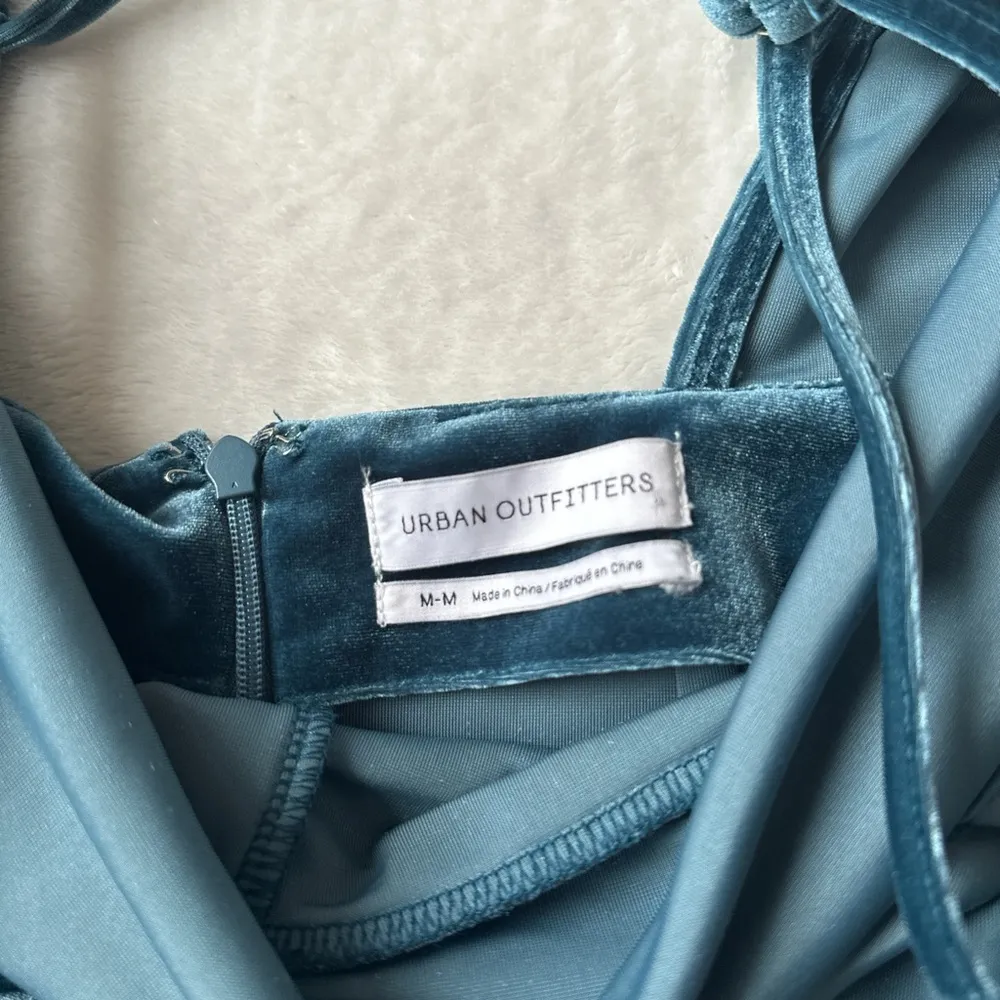 URBAN OUTFITTERS
M-M Made in China / Fabriqué en Chine